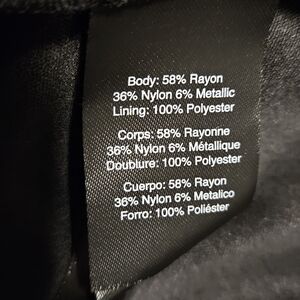 Body: 58% Rayon
36% Nylon 6% Metallic
Lining: 100% Polyester
Corps: 58% Rayonne
36% Nylon 6% Métallique
Doublure: 100% Polyester
Cuerpo: 58% Rayon
36% Nylon 6% Metalico
Forro: 100% Poliéster